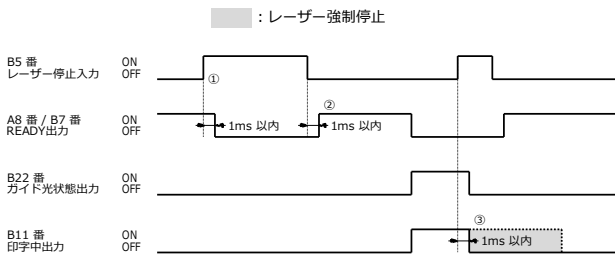 ：レーザー強制停止
B5 番 ON
レーザー停止入力 OFF
①
A8 番 / B7 番 ON
READY出力 OFF
1ms 以内
②
1ms 以内
B22 番 ON
ガイド光状態出力 OFF
B11 番 ON
印字中出力 OFF
③
1ms 以内